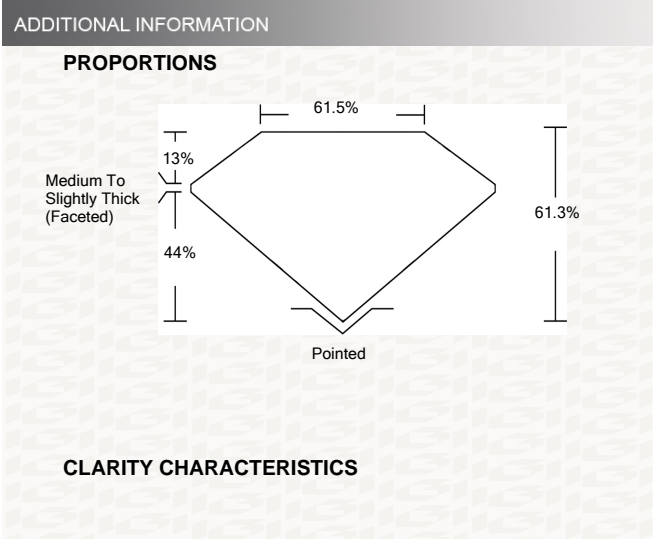 ADDITIONAL INFORMATION
PROPORTIONS
61.5%
13%
Medium To
Slightly Thick
(Faceted)
61.3%
44%
Pointed
CLARITY CHARACTERISTICS